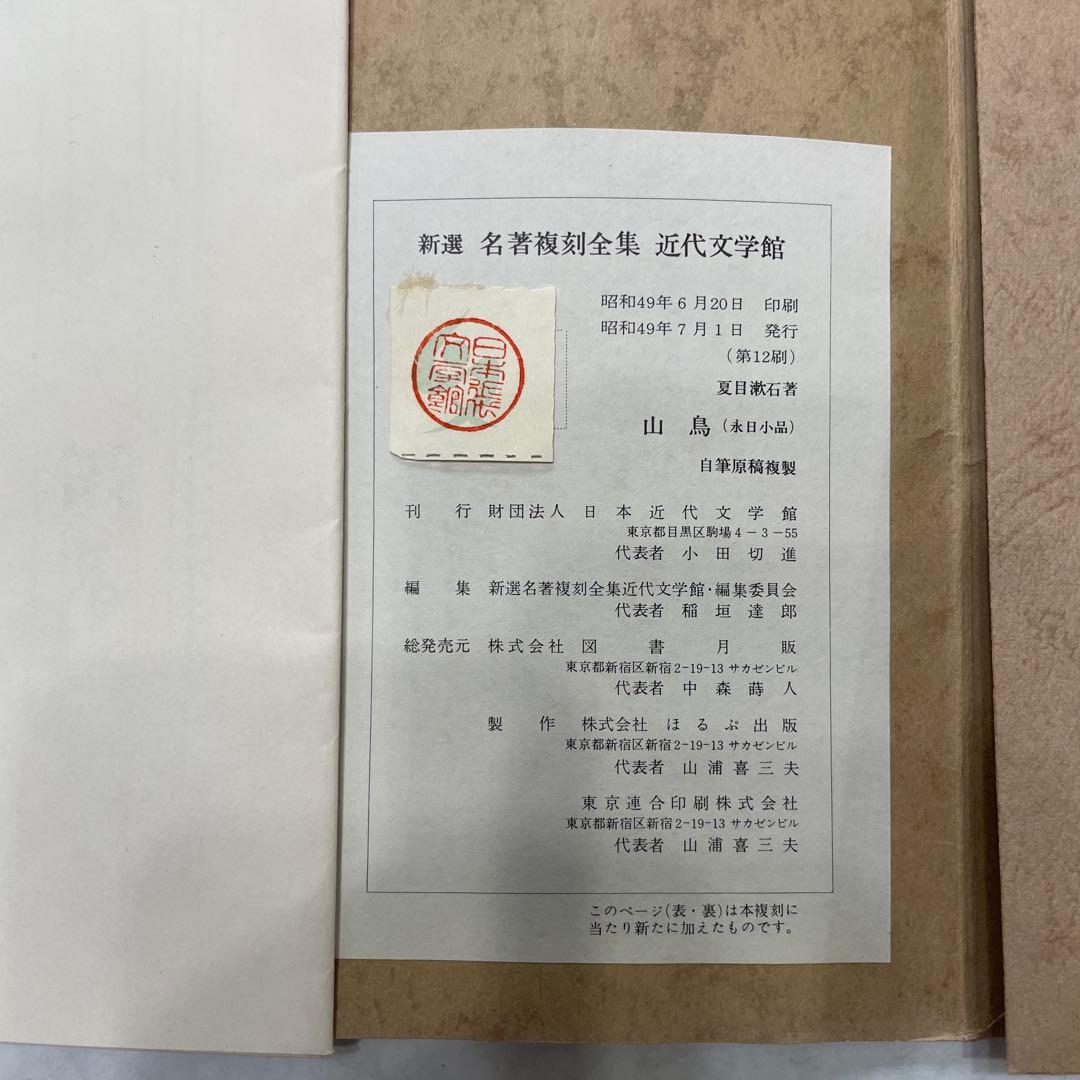 新選 名著複刻全集 近代文学館
昭和49年6月20日 印刷
昭和49年7月1日 発行
(第12刷)
夏目漱石著
山鳥(永日小品)
自筆原稿複製
日本近代
文学館
刊行 財団法人 日本近代文学館
東京都目黒区駒場4-3-55
代表者 小田切進
編集 新選名著複刻全集近代文学館・編集委員会
代表者 稲垣達郎
総発売元 株式会社 図書月販
東京都新宿区新宿2-19-13 サカゼンビル
代表者 中森蒔人
製作 株式会社 ほるぷ出版
東京都新宿区新宿2-19-13 サカゼンビル
代表者 山浦喜三夫
東京連合印刷株式会社
東京都新宿区新宿2-19-13 サカゼンビル
代表者 山浦喜三夫
このページ(表・裏)は本複刻に
当たり新たに加えたものです。